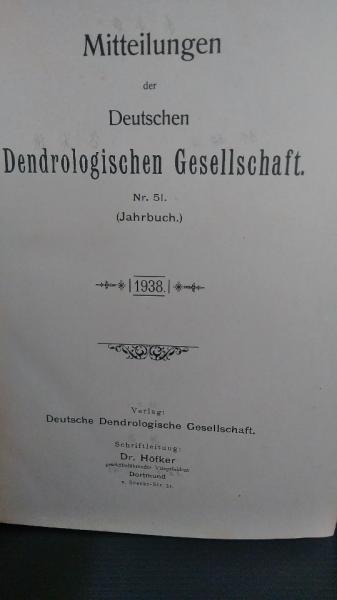 Mitteilungen
der
Deutschen
Dendrologischen Gesellschaft.
Nr. 51.
(Jahrbuch.)
1938.
Verlag:
Deutsche Dendrologische Gesellschaft.
Schriftleitung:
Dr. Höfker
Dortmund